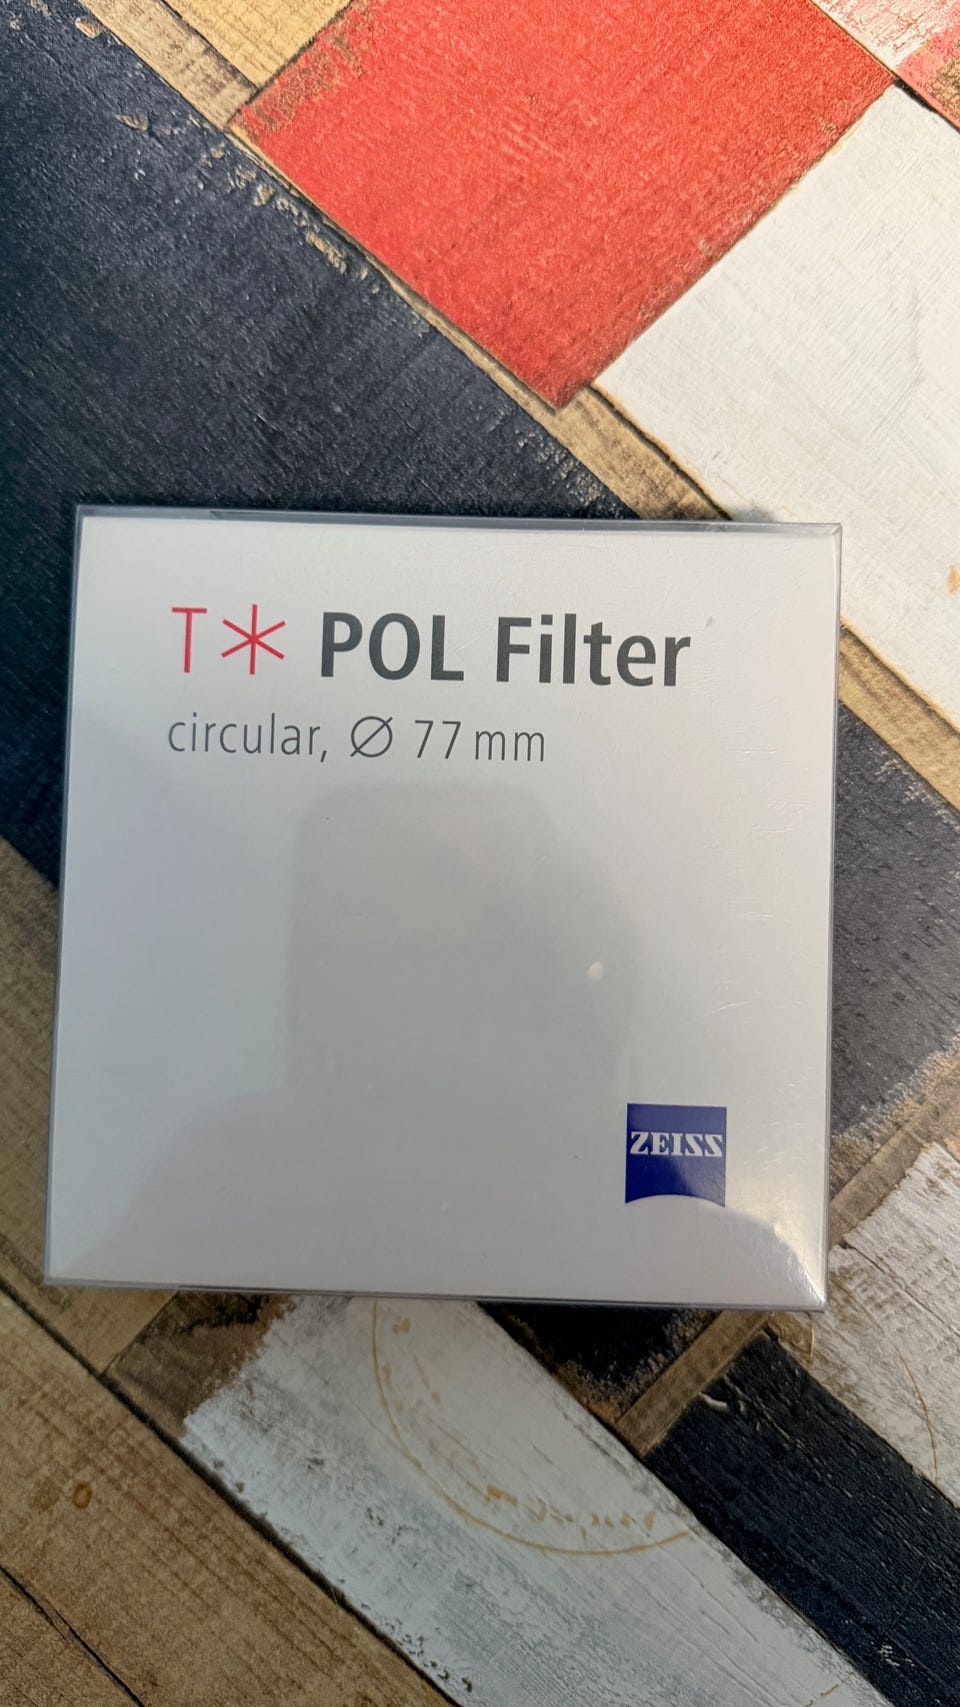 T* POL Filter
circular, Ø 77 mm
ZEISS